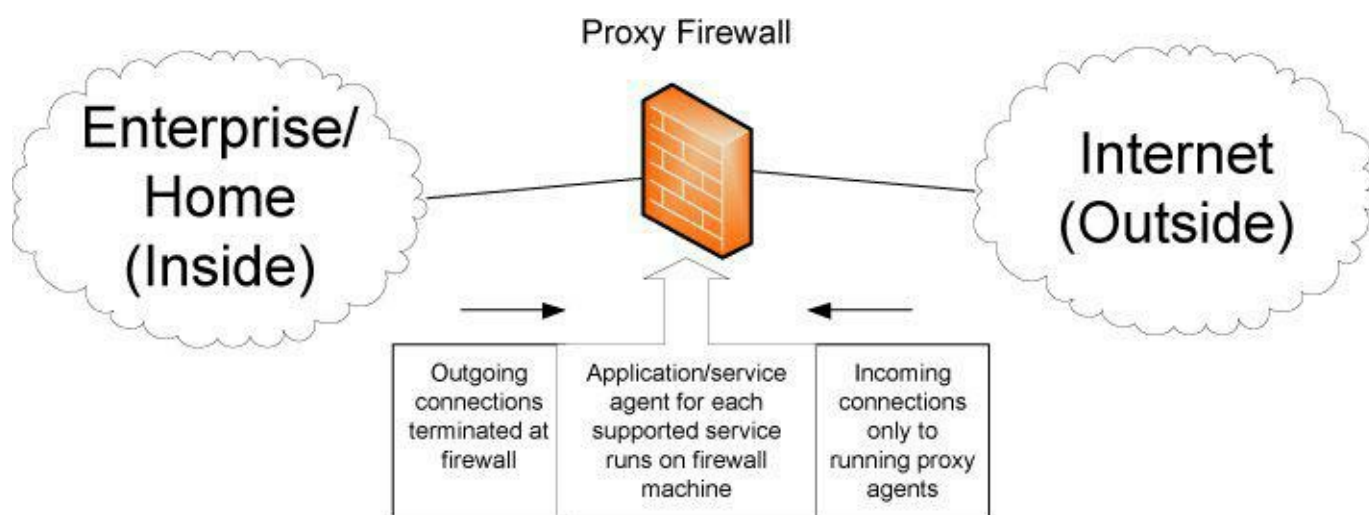 Proxy Firewall
Enterprise/
Home
(Inside)
Internet
(Outside)
Outgoing
connections
terminated at
firewall
Application/service
agent for each
supported service
runs on firewall
machine
Incoming
connections
only to
running proxy
agents